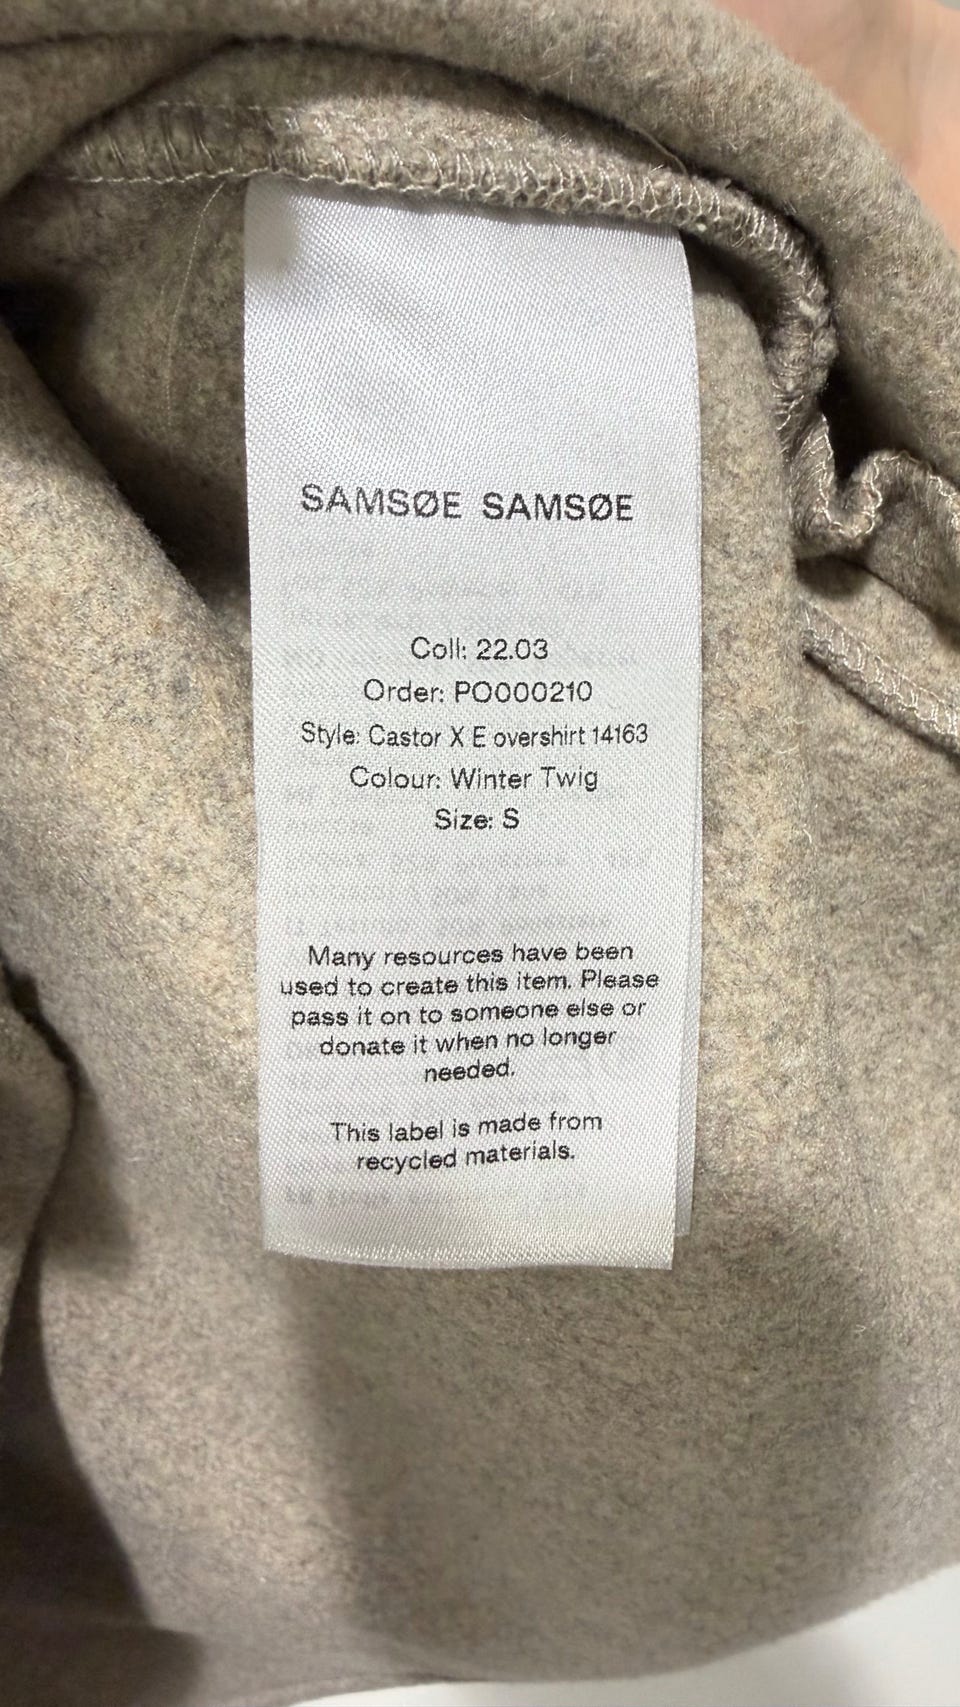 SAMSØE SAMSØE
Coll: 22.03
Order: PO000210
Style: Castor X E overshirt 14163
Colour: Winter Twig
Size: S
Many resources have been
used to create this item. Please
pass it on to someone else or
donate it when no longer
needed.
This label is made from
recycled materials.